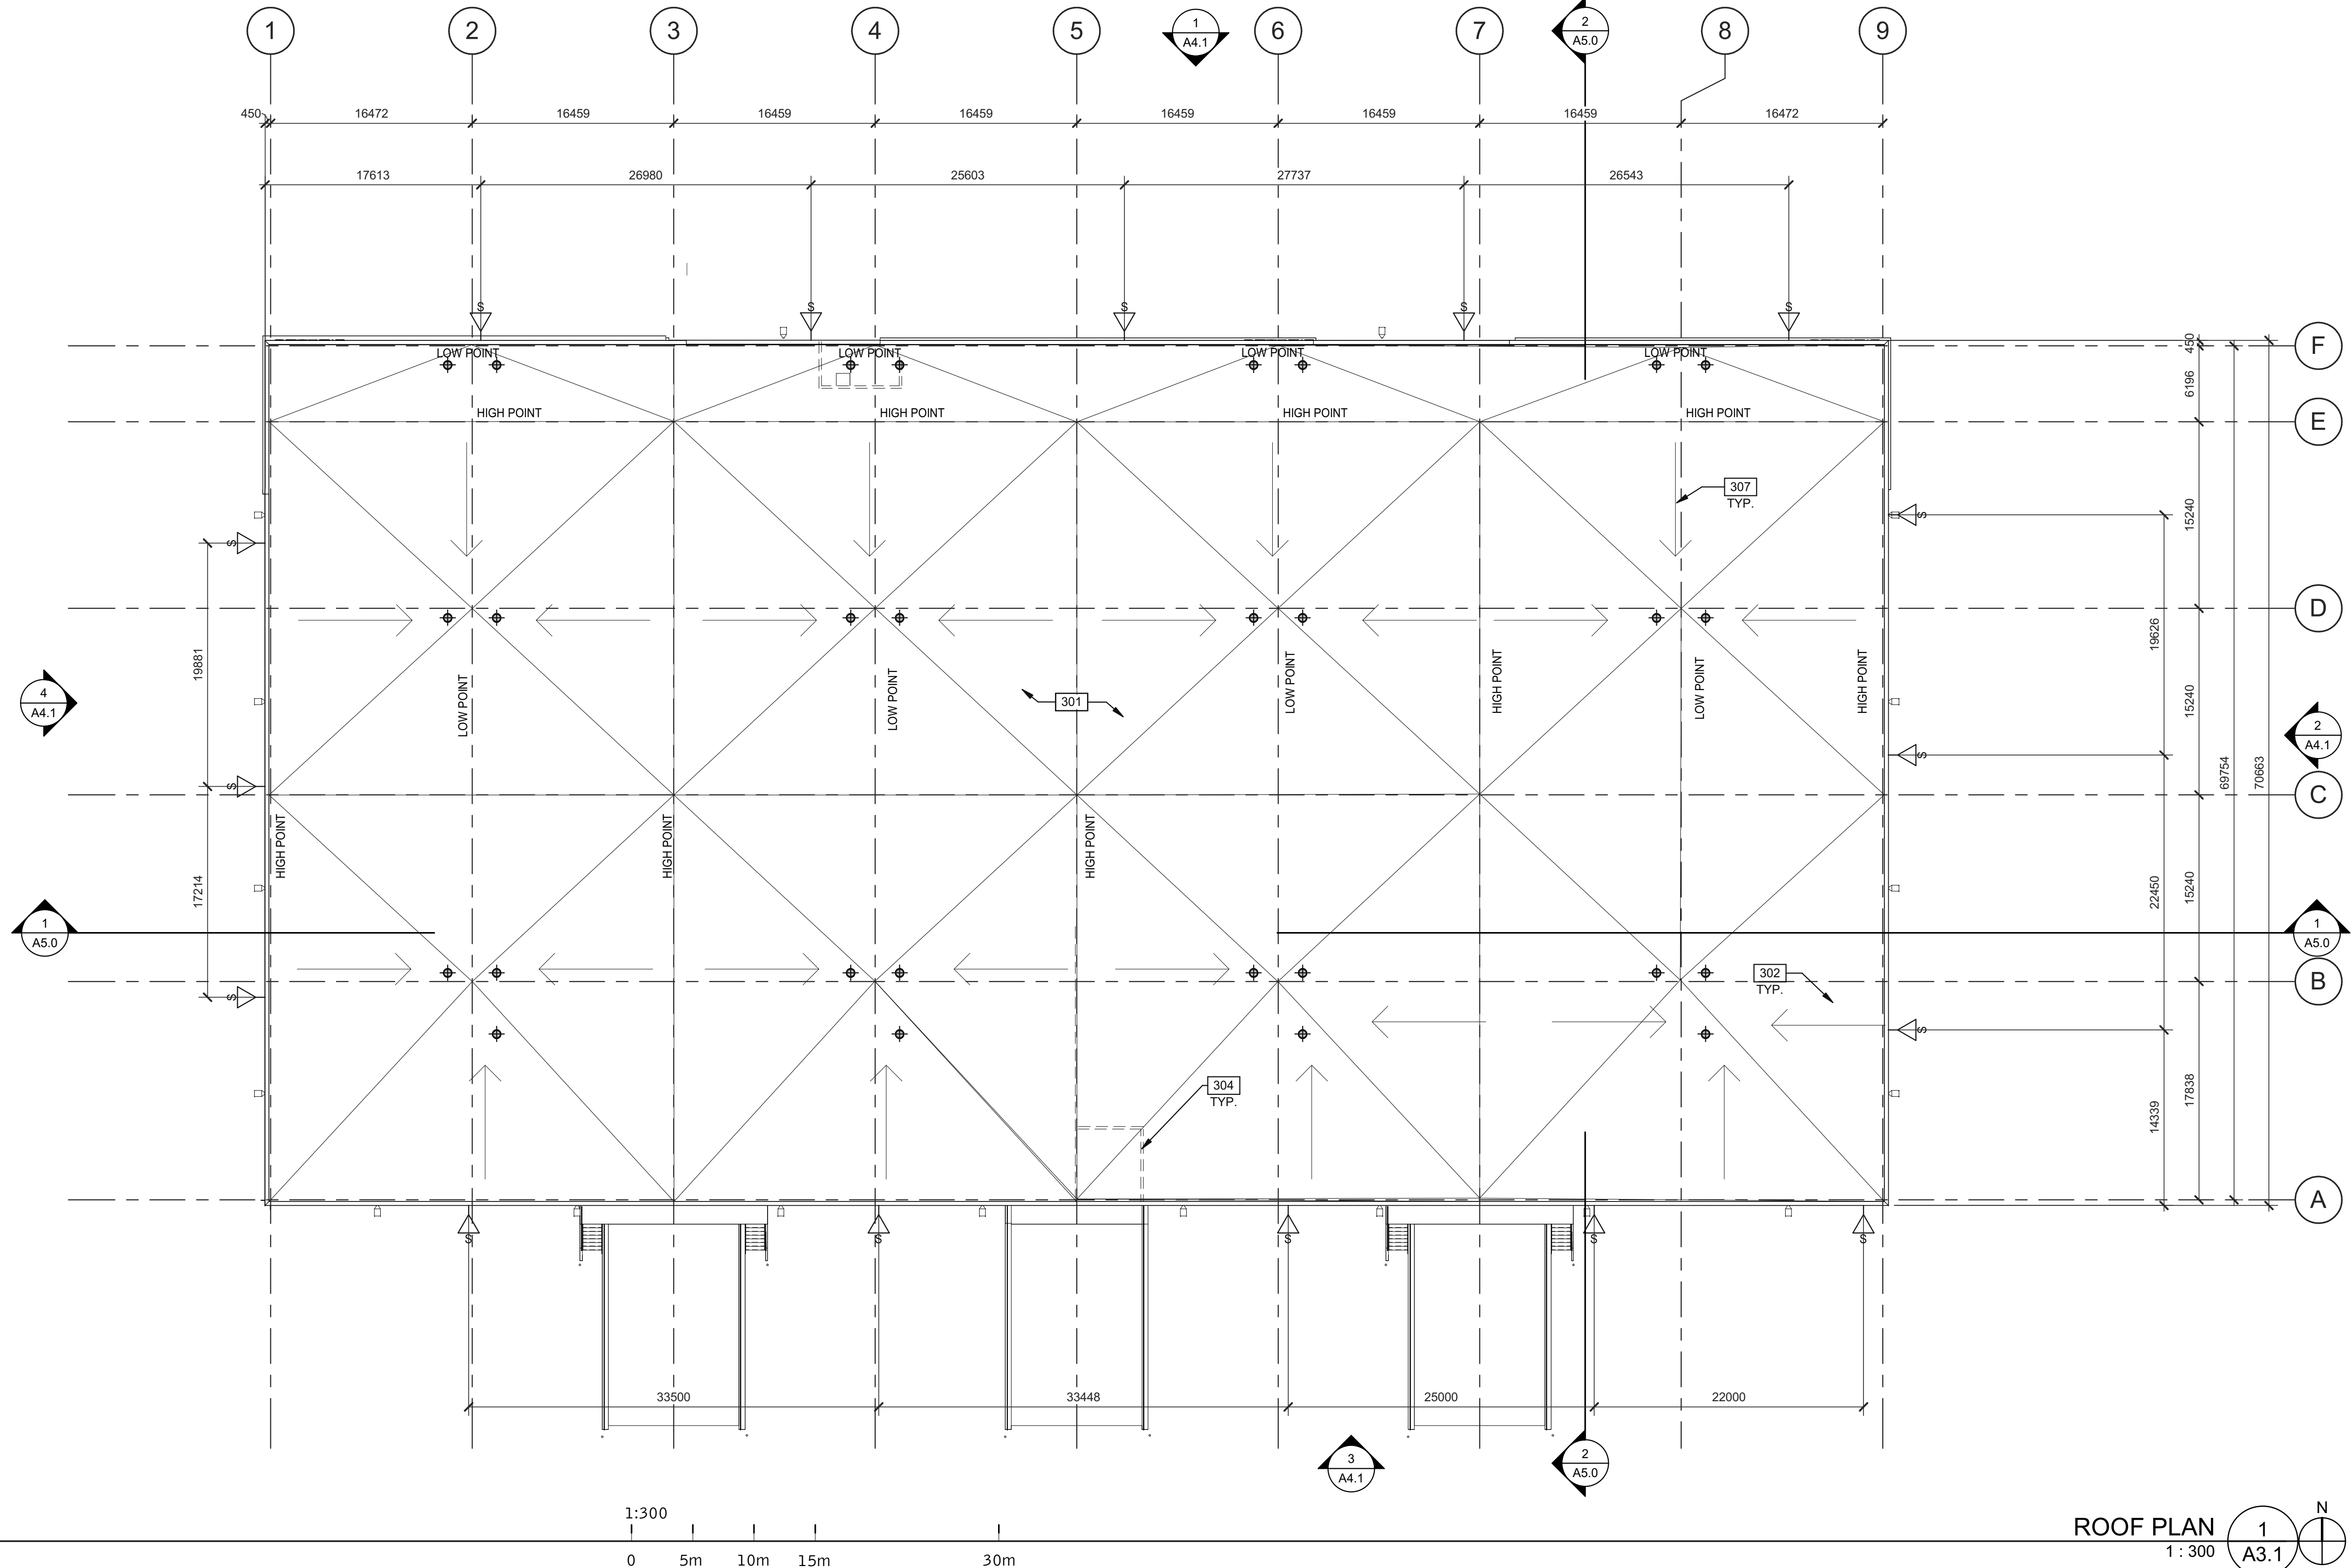 1 2 3 4 5 6 7 8 9
1
A4.1
2
A5.0
450 16472 16459 16459 16459 16459 16459 16459 16472
17613 26980 25603 27737 26543
S S S S S
F
450
LOW POINT LOW POINT LOW POINT LOW POINT
6196
HIGH POINT HIGH POINT HIGH POINT HIGH POINT
E
307
TYP.
15240
S
S
D
19881
19626
LOW POINT
LOW POINT
LOW POINT
HIGH POINT
LOW POINT
HIGH POINT
301
15240
4
A4.1
2
A4.1
S
S
69754
70663
C
HIGH POINT
HIGH POINT
HIGH POINT
17214
22450
15240
1
A5.0
1
A5.0
302
TYP.
B
S
S
304
TYP.
14339
17838
A
S S S S S
33500 33448 25000 22000
3
A4.1
2
A5.0
1:300
0 5m 10m 15m 30m
ROOF PLAN
1 : 300
1
A3.1
N